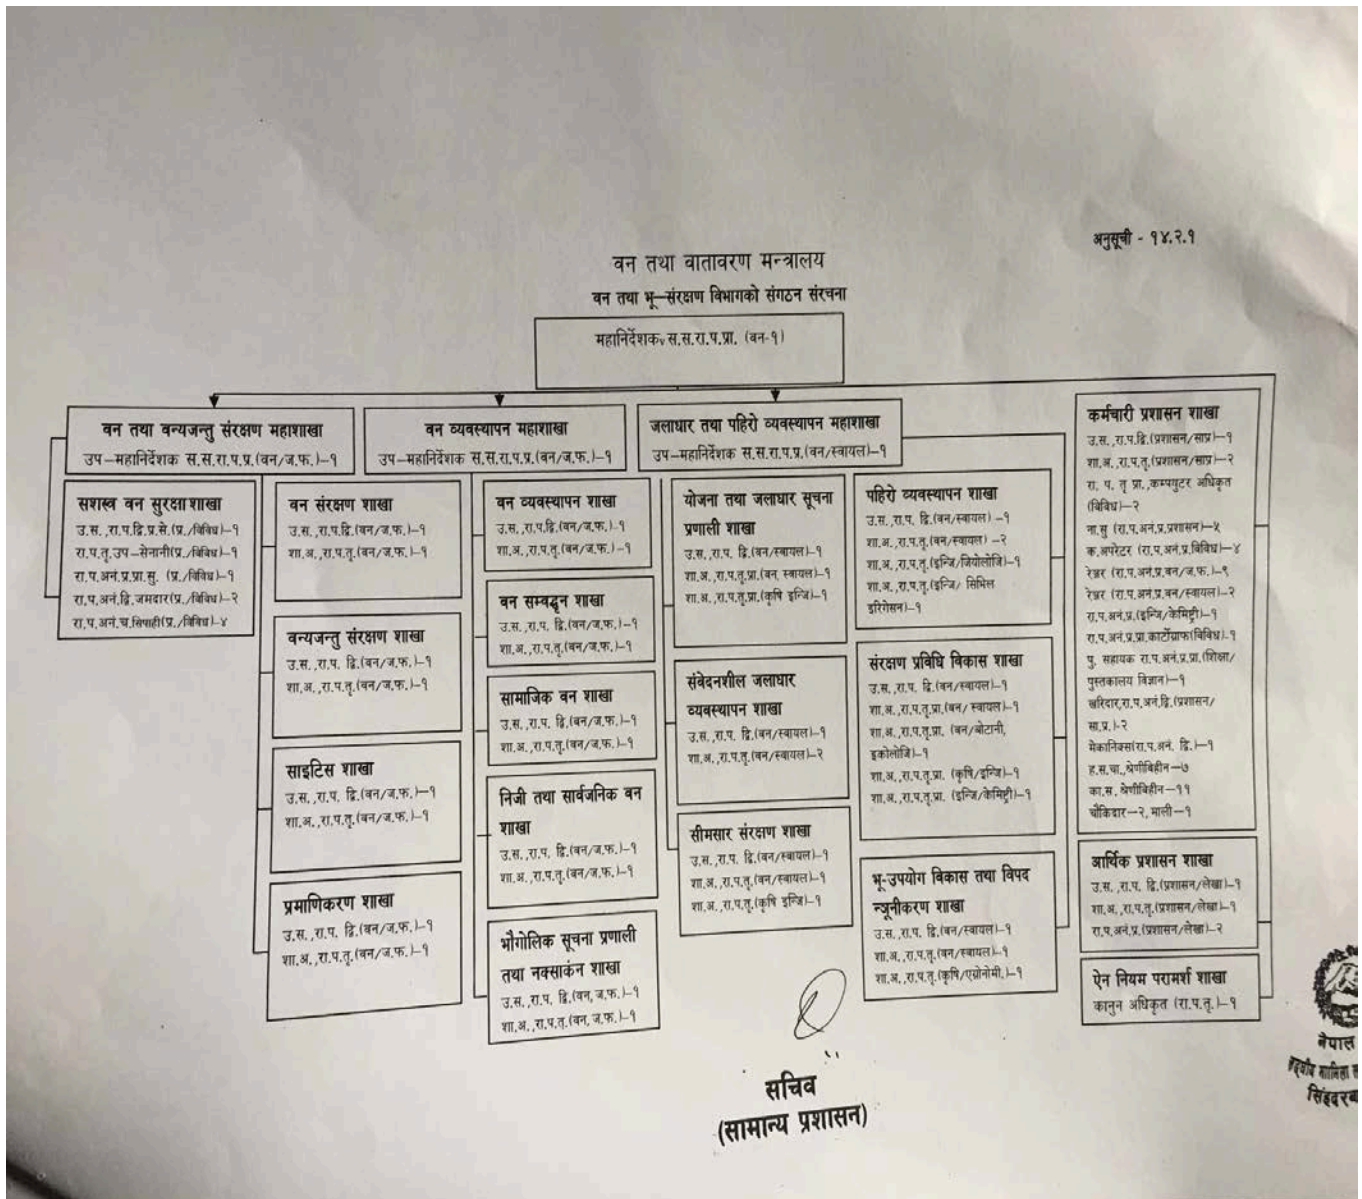 अनुसूची - १४.२.१
वन तथा वातावरण मन्त्रालय
वन तथा भू–संरक्षण विभागको संगठन संरचना
महानिर्देशक, स.स.रा.प.प्रा. (वन-१)
वन तथा वन्यजन्तु संरक्षण महाशाखा
उप–महानिर्देशक स.स.रा.प.प्र.(वन/ज.फ.)–१
सशस्त्र वन सुरक्षा शाखा
उ.स.,रा.प.द्वि.प्र.से.(प्र./विविध)–१
रा.प.तृ.उप–सेनानी(प्र./विविध)–१
रा.प.अनं.प्र.प्रा.सु. (प्र./विविध)–१
रा.प.अनं.द्वि.जमदार(प्र./विविध)–२
रा.प.अनं.च.सिपाही(प्र./विविध)–४
वन संरक्षण शाखा
उ.स.,रा.प.द्वि.(वन/ज.फ.)–१
शा.अ.,रा.प.तृ.(वन/ज.फ.)–१
वन्यजन्तु संरक्षण शाखा
उ.स.,रा.प. द्वि.(वन/ज.फ.)–१
शा.अ.,रा.प.तृ.(वन/ज.फ.)–१
साइटिस शाखा
उ.स.,रा.प. द्वि.(वन/ज.फ.)–१
शा.अ.,रा.प.तृ.(वन/ज.फ.)–१
प्रमाणिकरण शाखा
उ.स.,रा.प. द्वि.(वन/ज.फ.)–१
शा.अ.,रा.प.तृ.(वन/ज.फ.)–१
वन व्यवस्थापन महाशाखा
उप–महानिर्देशक स.स.रा.प.प्र.(वन/ज.फ.)–१
वन व्यवस्थापन शाखा
उ.स.,रा.प.द्वि.(वन/ज.फ.)–१
शा.अ.,रा.प.तृ.(वन/ज.फ.)–१
वन सम्वद्धन शाखा
उ.स.,रा.प. द्वि.(वन/ज.फ.)–१
शा.अ.,रा.प.तृ.(वन/ज.फ.)–१
सामाजिक वन शाखा
उ.स.,रा.प. द्वि.(वन/ज.फ.)–१
शा.अ.,रा.प.तृ.(वन/ज.फ.)–१
निजी तथा सार्वजनिक वन
शाखा
उ.स.,रा.प. द्वि.(वन/ज.फ.)–१
शा.अ.,रा.प.तृ.(वन/ज.फ.)–१
भौगोलिक सूचना प्रणाली
तथा नक्साकंन शाखा
उ.स.,रा.प. द्वि.(वन,ज.फ.)–१
शा.अ.,रा.प.तृ.(वन,ज.फ.)–१
जलाधार तथा पहिरो व्यवस्थापन महाशाखा
उप–महानिर्देशक स.स.रा.प.प्र.(वन/स्वायल)–१
योजना तथा जलाधार सूचना
प्रणाली शाखा
उ.स.,रा.प. द्वि.(वन/स्वायल)–१
शा.अ.,रा.प.तृ.प्रा.(वन, स्वायल)–१
शा.अ.,रा.प.तृ.प्रा.(कृषि इन्जि)–१
संवेदनशील जलाधार
व्यवस्थापन शाखा
उ.स.,रा.प. द्वि.(वन/स्वायल)–१
शा.अ.,रा.प.तृ.(वन/स्वायल)–२
सीमसार संरक्षण शाखा
उ.स.,रा.प. द्वि.(वन/स्वायल)–१
शा.अ.,रा.प.तृ.(वन/स्वायल)–१
शा.अ.,रा.प.तृ.(कृषि इन्जि)–१
पहिरो व्यवस्थापन शाखा
उ.स.,रा.प. द्वि.(वन/स्वायल) –१
शा.अ.,रा.प.तृ.(वन/स्वायल) –२
शा.अ.,रा.प.तृ.(इन्जि/जियोलोजि)–१
शा.अ.,रा.प.तृ.(इन्जि/ सिभिल
इरिगेसन)–१
संरक्षण प्रविधि विकास शाखा
उ.स.,रा.प. द्वि.(वन/स्वायल)–१
शा.अ.,रा.प.तृ.प्रा.(वन/ स्वायल)–१
शा.अ.,रा.प.तृ.प्रा. (वन/बोटानी,
इकोलोजि)–१
शा.अ.,रा.प.तृ.प्रा. (कृषि/इन्जि)–१
शा.अ.,रा.प.तृ.प्रा. (इन्जि/केमिष्ट्री)–१
भू-उपयोग विकास तथा विपद
न्यूनीकरण शाखा
उ.स.,रा.प. द्वि.(वन/स्वायल)–१
शा.अ.,रा.प.तृ.(वन/स्वायल)–१
शा.अ.,रा.प.तृ.(कृषि/एग्रोनोमी.)–१
कर्मचारी प्रशासन शाखा
उ.स.,रा.प.द्वि.(प्रशासन/साप्र)–१
शा.अ.,रा.प.तृ.(प्रशासन/साप्र)–२
रा. प. तृ प्रा.,कम्पयुटर अधिकृत
(विविध)–२
ना.सु (रा.प.अनं.प्र.प्रशासन)–५
क.अपरेटर (रा.प.अनं.प्र.विविध)–४
रेञ्जर (रा.प.अनं.प्र.वन/ज.फ.)–९
रेञ्जर (रा.प.अनं.प्र.वन/स्वायल)–२
रा.प.अनं.प्र.(इन्जि/केमिष्ट्री)–१
रा.प.अनं.प्र.प्रा.कार्टोग्राफ(विविध)–१
पु. सहायक रा.प.अनं.प्र.प्रा.(शिक्षा/
पुस्तकालय विज्ञान)–१
खरिदार,रा.प.अनं.द्वि.(प्रशासन/
सा.प्र.)–२
मेकानिक्स(रा.प.अनं. द्वि.)–१
ह.स.चा.,श्रेणीविहीन–७
का.स. श्रेणीविहीन–११
चौकिदार–२, माली–१
आर्थिक प्रशासन शाखा
उ.स.,रा.प. द्वि.(प्रशासन/लेखा)–१
शा.अ.,रा.प.तृ.(प्रशासन/लेखा)–१
रा.प.अनं.प्र.(प्रशासन/लेखा)–२
ऐन नियम परामर्श शाखा
कानुन अधिकृत (रा.प.तृ.)–१
सचिव
(सामान्य प्रशासन)
नेपाल
मामिला
सिंहदरब